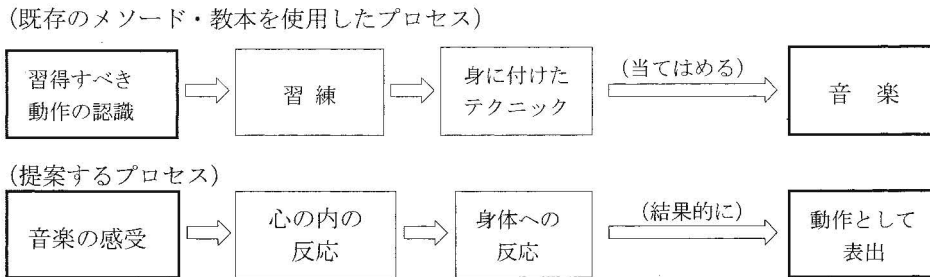 (既存のメソード・教本を使用したプロセス)
習得すべき
動作の認識
習 練
身に付けた
テクニック
(当てはめる)
音 楽
(提案するプロセス)
音楽の感受
心の内の
反応
身体への
反応
(結果的に)
動作として
表出